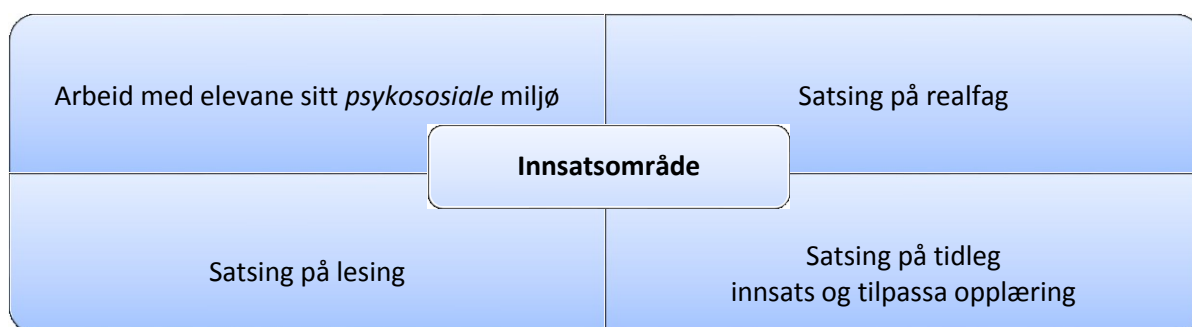 Arbeid med elevane sitt psykososiale miljø
Satsing på realfag
Innsatsområde
Satsing på lesing
Satsing på tidleg
innsats og tilpassa opplæring